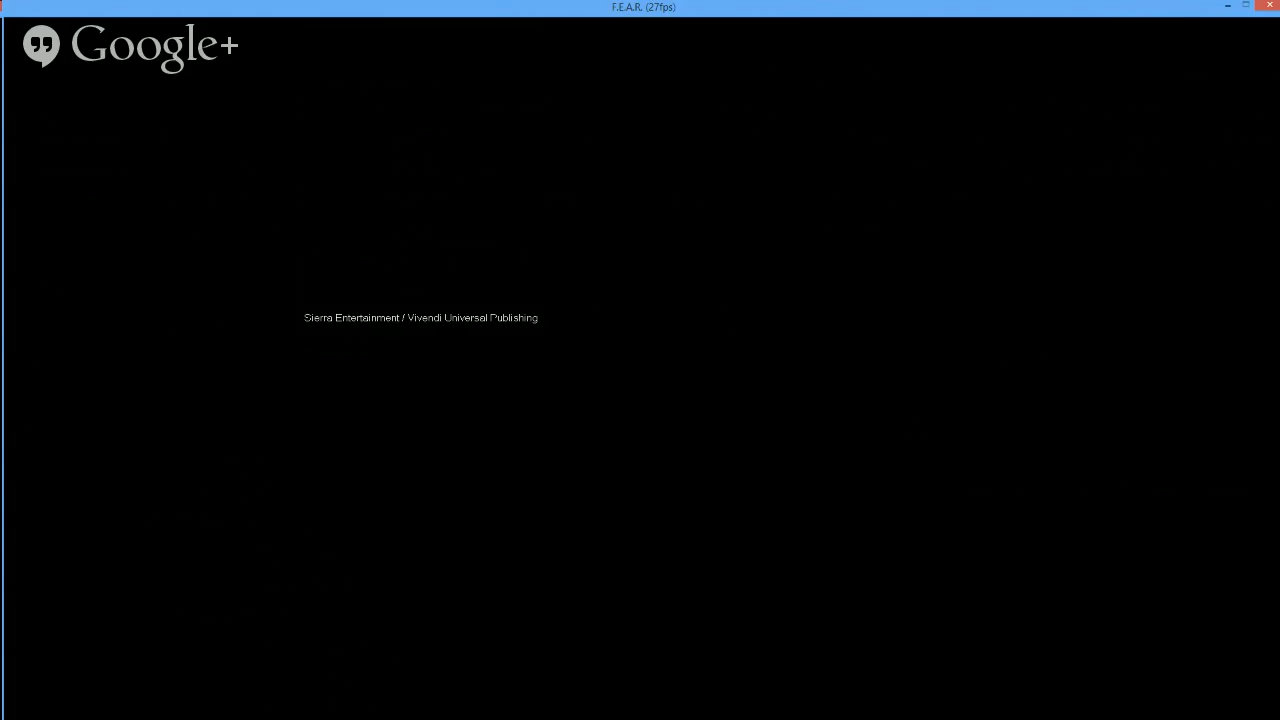 F.E.A.R. (27fps)
Google+
Sierra Entertainment / Vivendi Universal Publishing